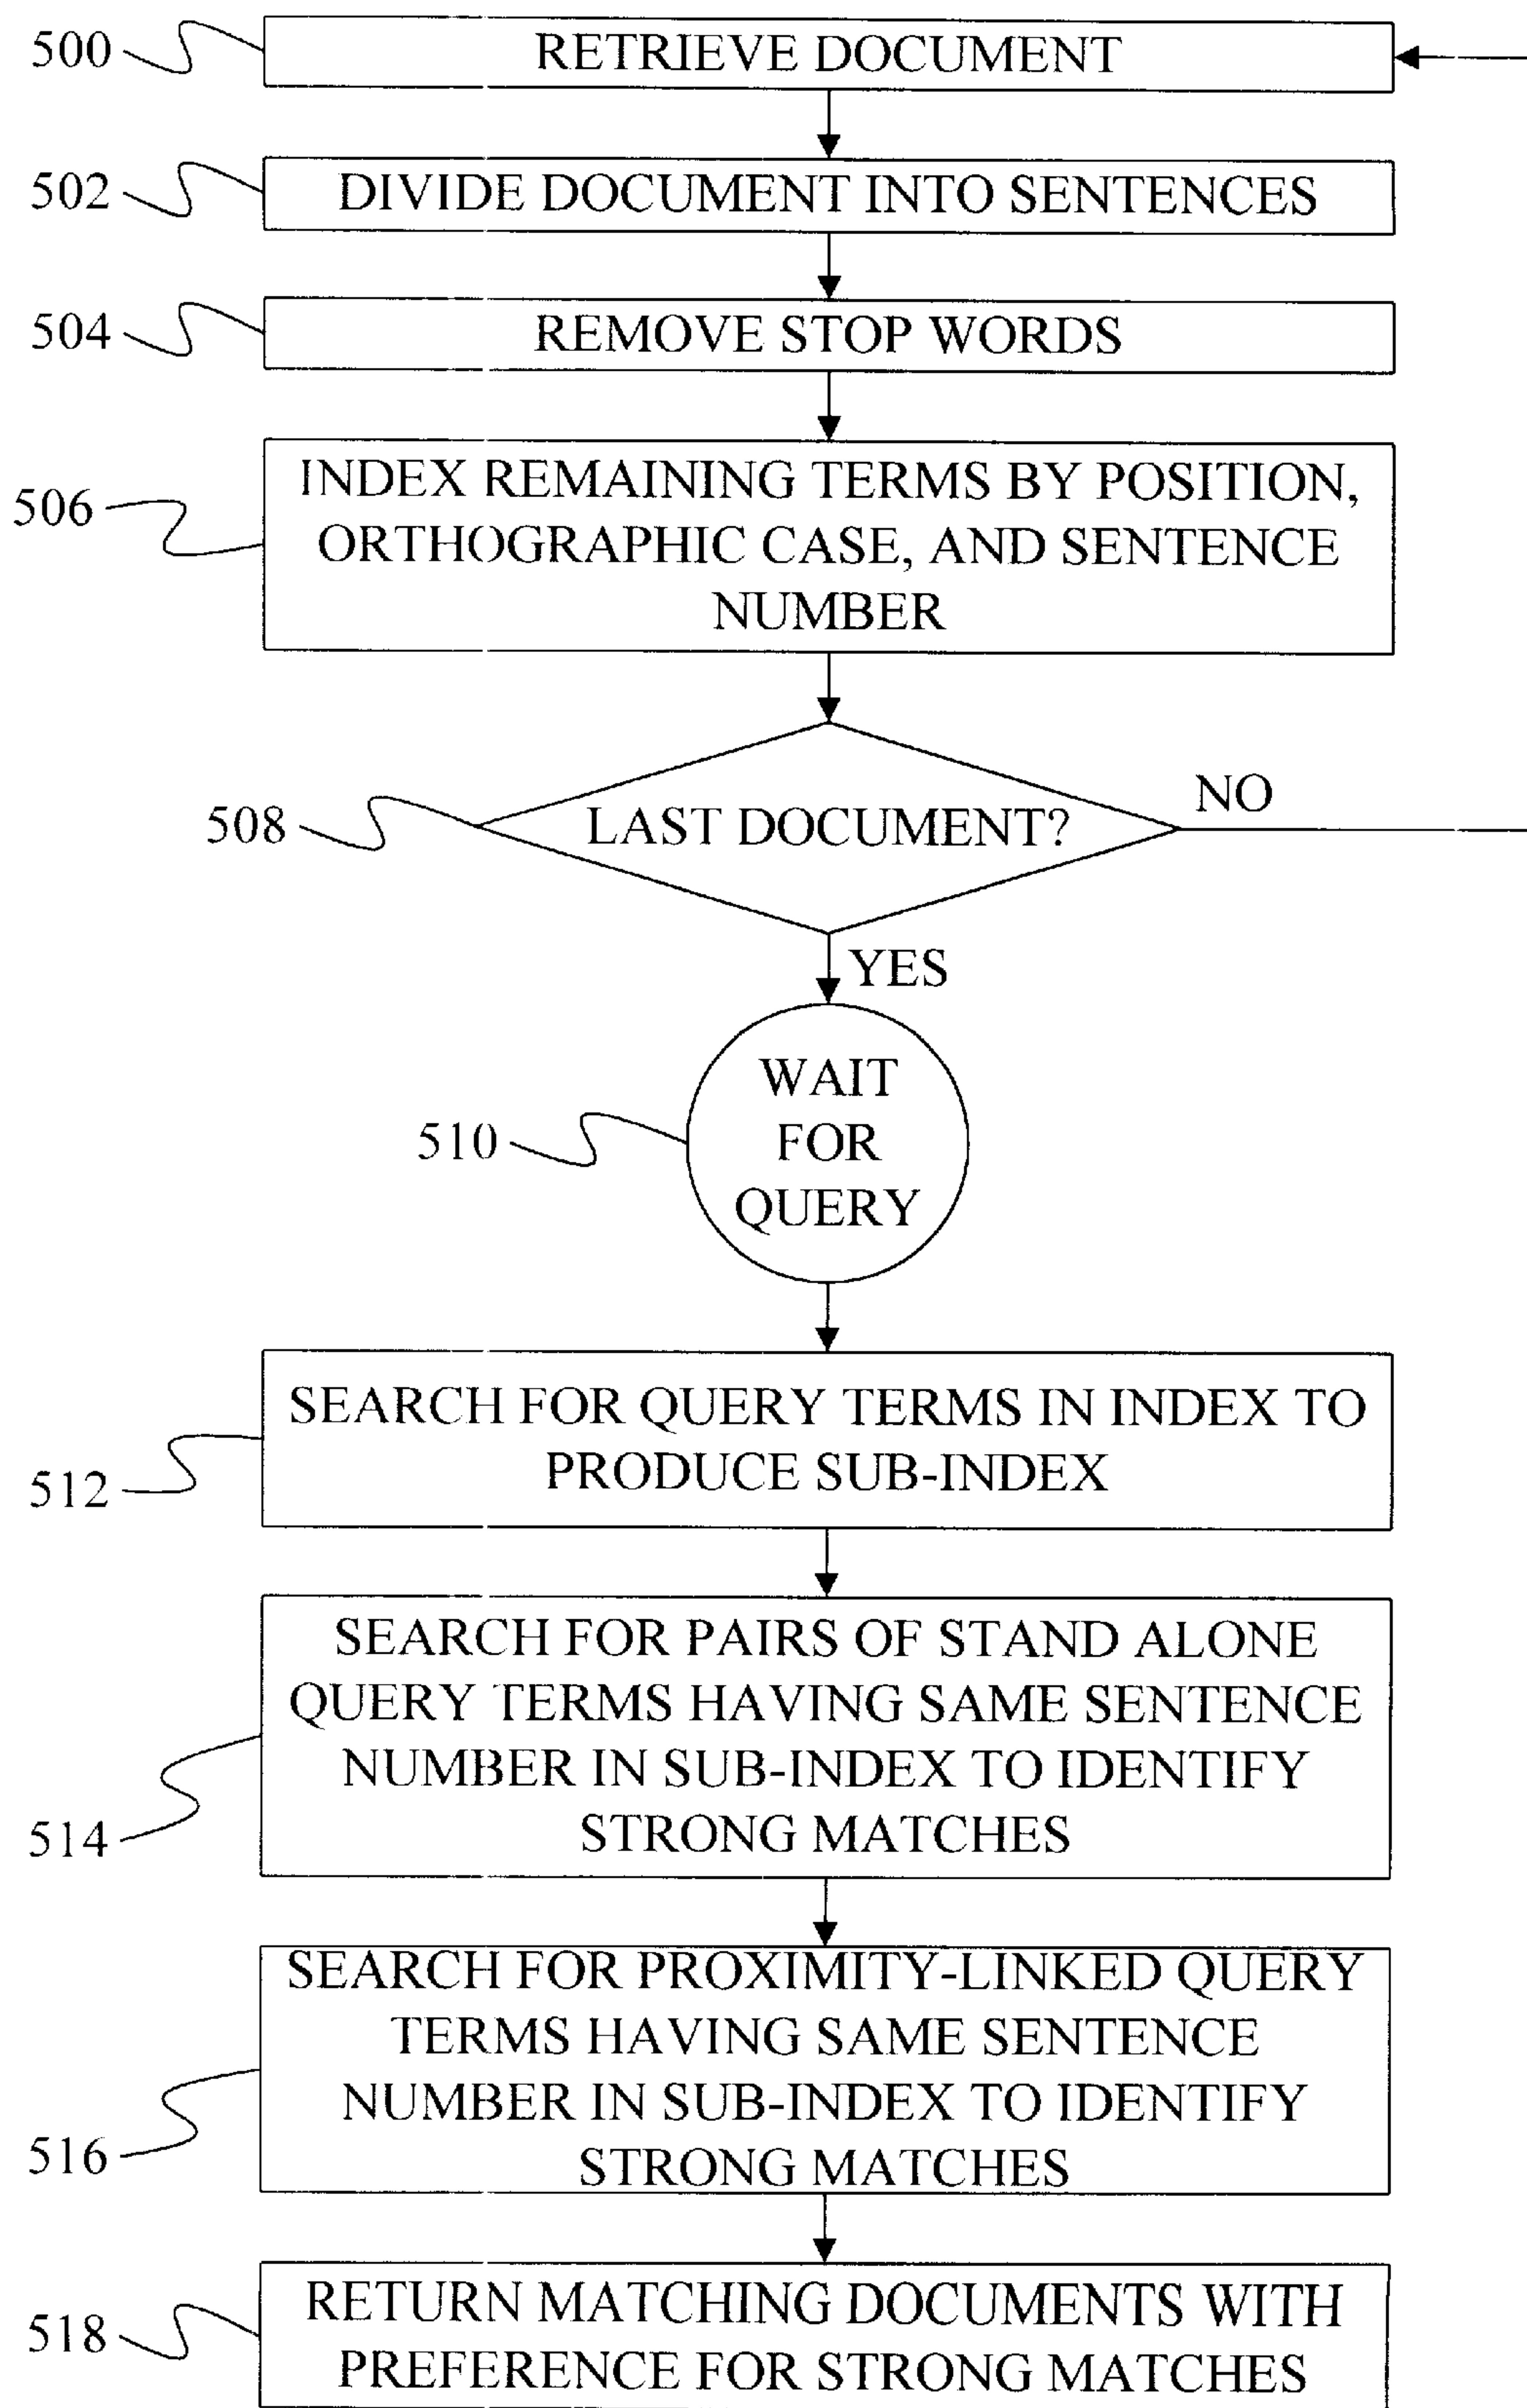 500
RETRIEVE DOCUMENT
502
DIVIDE DOCUMENT INTO SENTENCES
504
REMOVE STOP WORDS
506
INDEX REMAINING TERMS BY POSITION,
ORTHOGRAPHIC CASE, AND SENTENCE
NUMBER
508
LAST DOCUMENT?
NO
YES
510
WAIT
FOR
QUERY
512
SEARCH FOR QUERY TERMS IN INDEX TO
PRODUCE SUB-INDEX
514
SEARCH FOR PAIRS OF STAND ALONE
QUERY TERMS HAVING SAME SENTENCE
NUMBER IN SUB-INDEX TO IDENTIFY
STRONG MATCHES
516
SEARCH FOR PROXIMITY-LINKED QUERY
TERMS HAVING SAME SENTENCE
NUMBER IN SUB-INDEX TO IDENTIFY
STRONG MATCHES
518
RETURN MATCHING DOCUMENTS WITH
PREFERENCE FOR STRONG MATCHES